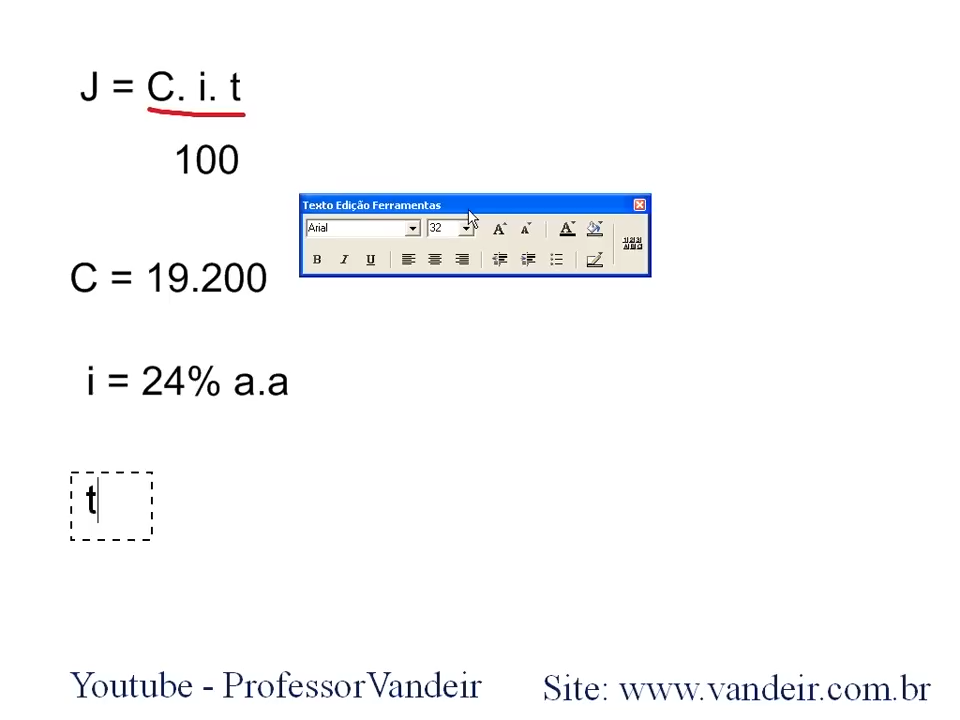 J = C. i. t
100
Texto Edição Ferramentas
Arial 32
B I U
C = 19.200
i = 24% a.a
t
Youtube - ProfessorVandeir
Site: www.vandeir.com.br